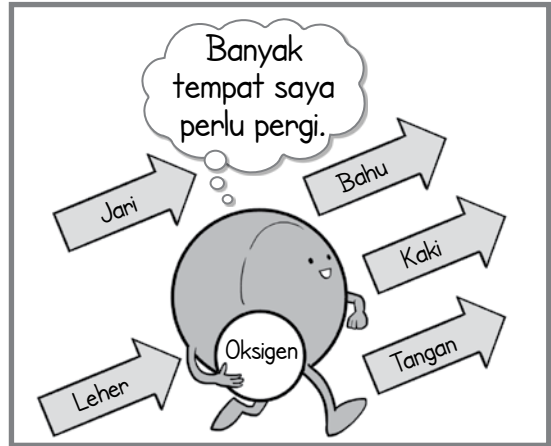 Banyak
tempat saya
perlu pergi.
Jari
Bahu
Kaki
Oksigen
Tangan
Leher